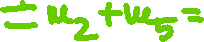 = u₂ + u₅ =